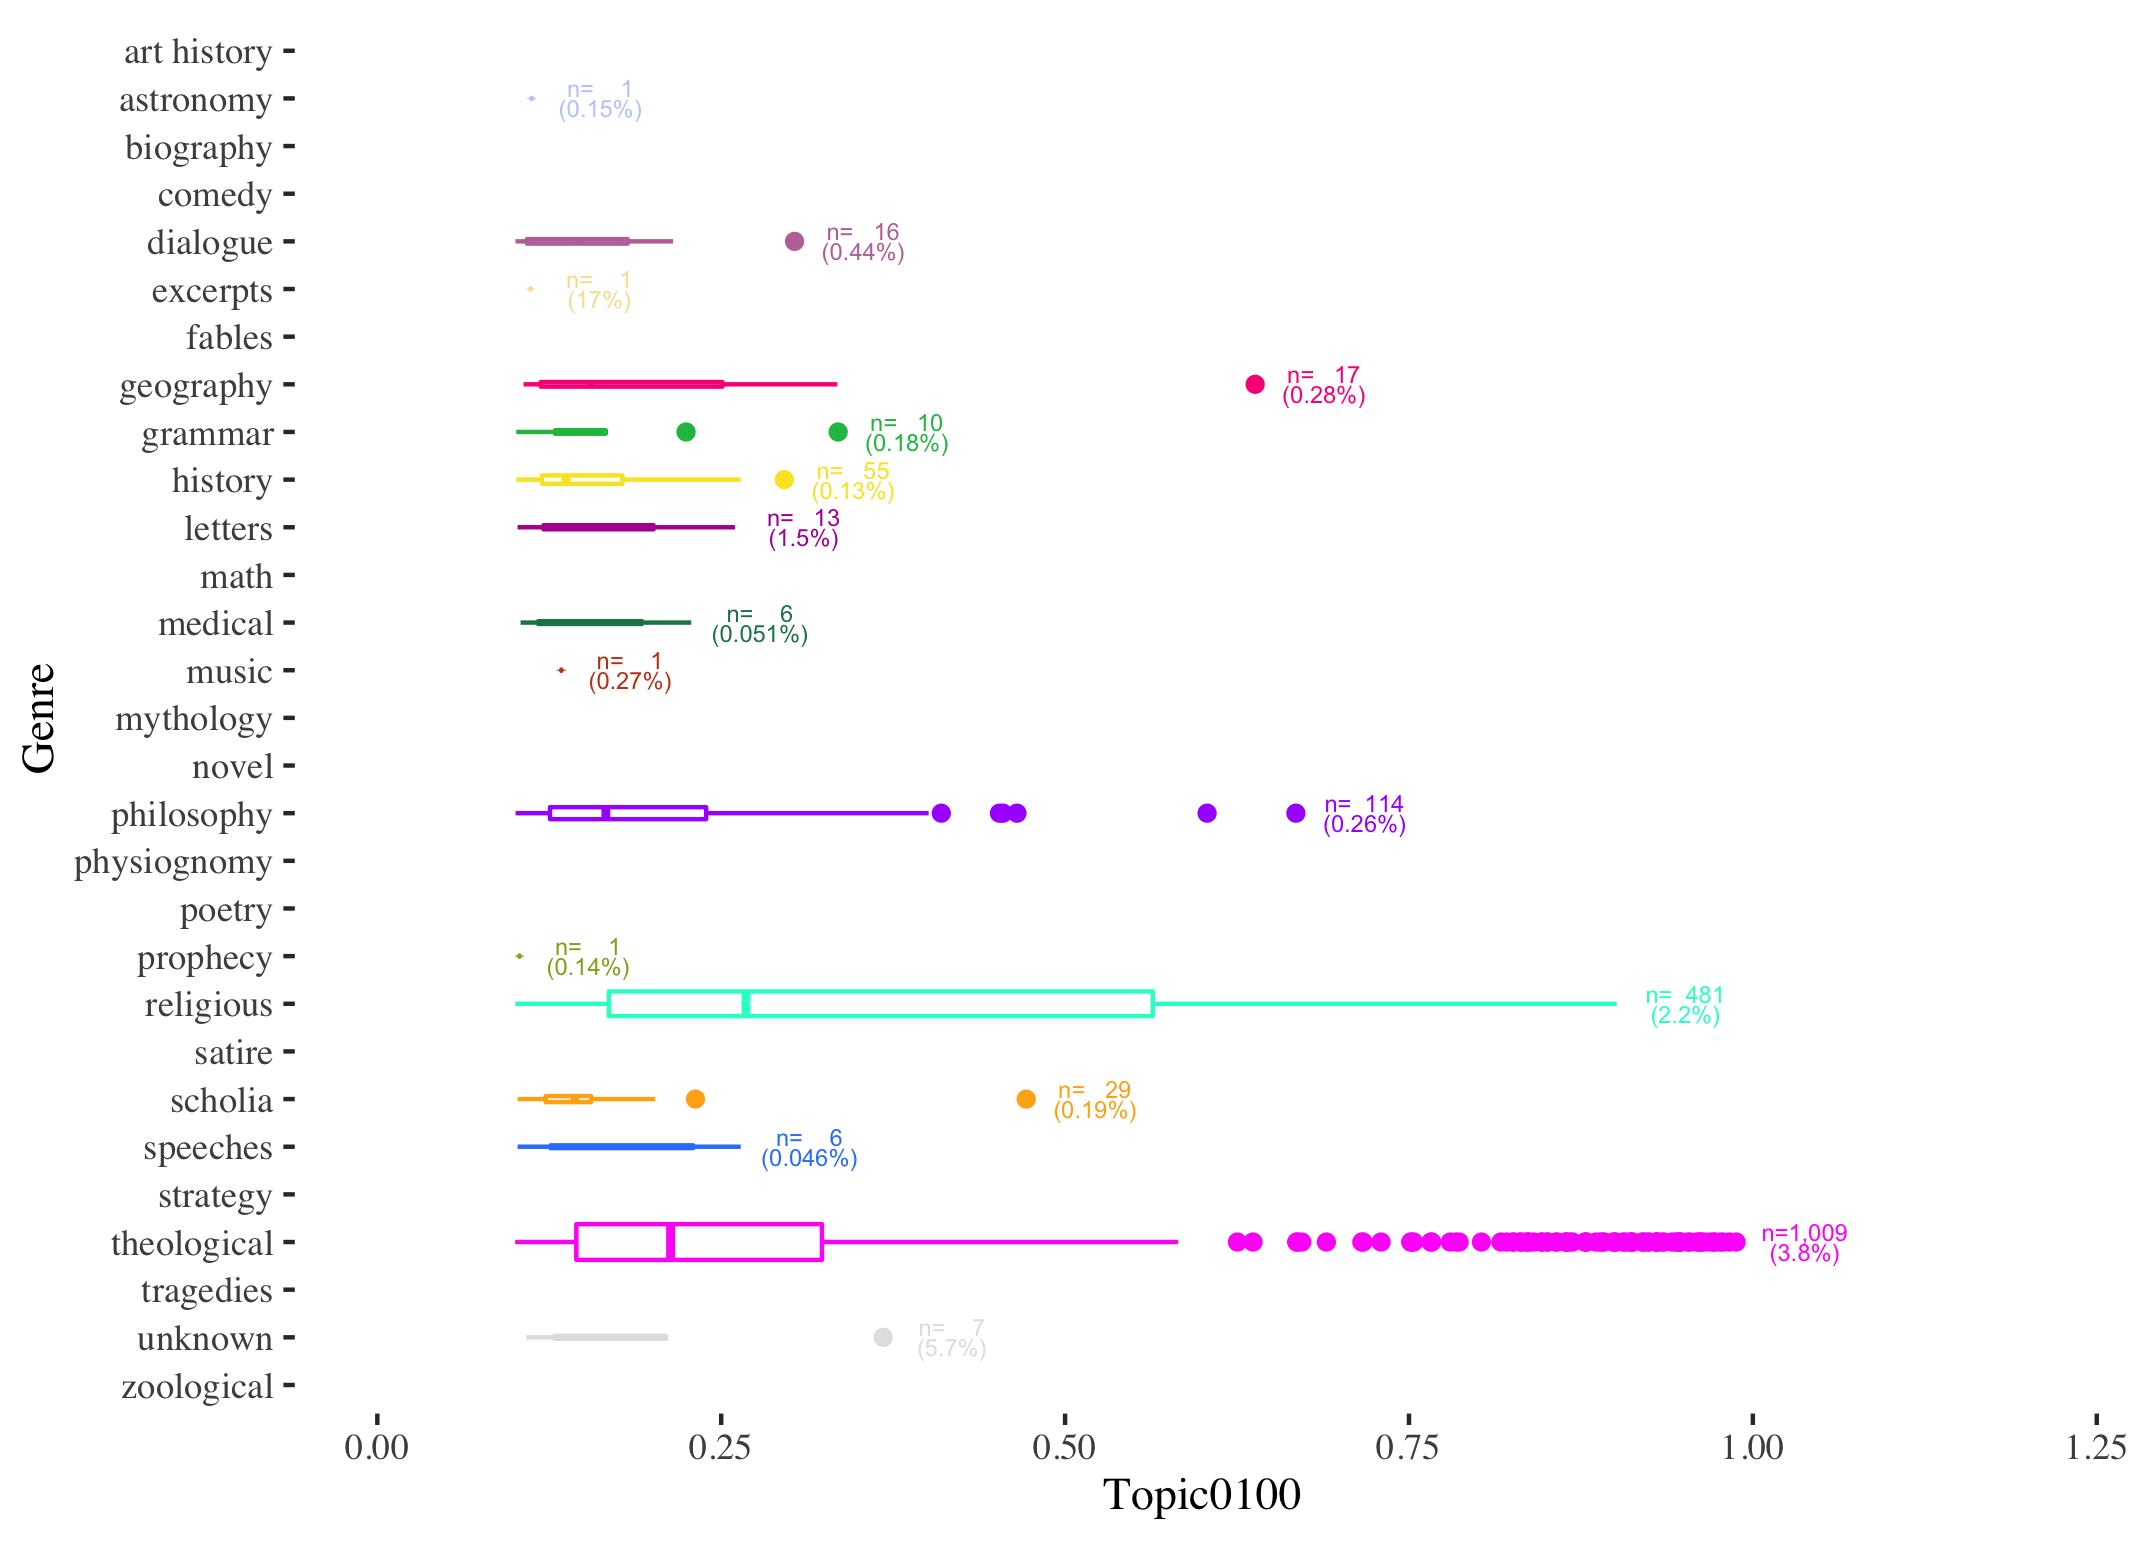 art history
astronomy
n= 1
(0.15%)
biography
comedy
dialogue
n= 16
(0.44%)
excerpts
n= 1
(17%)
fables
geography
n= 17
(0.28%)
grammar
n= 10
(0.18%)
history
n= 55
(0.13%)
letters
n= 13
(1.5%)
math
medical
n= 6
(0.051%)
music
n= 1
(0.27%)
mythology
novel
philosophy
n= 114
(0.26%)
physiognomy
poetry
prophecy
n= 1
(0.14%)
religious
n= 481
(2.2%)
satire
scholia
n= 29
(0.19%)
speeches
n= 6
(0.046%)
strategy
theological
n=1,009
(3.8%)
tragedies
unknown
n= 7
(5.7%)
zoological
Genre
0.00 0.25 0.50 0.75 1.00 1.25
Topic0100